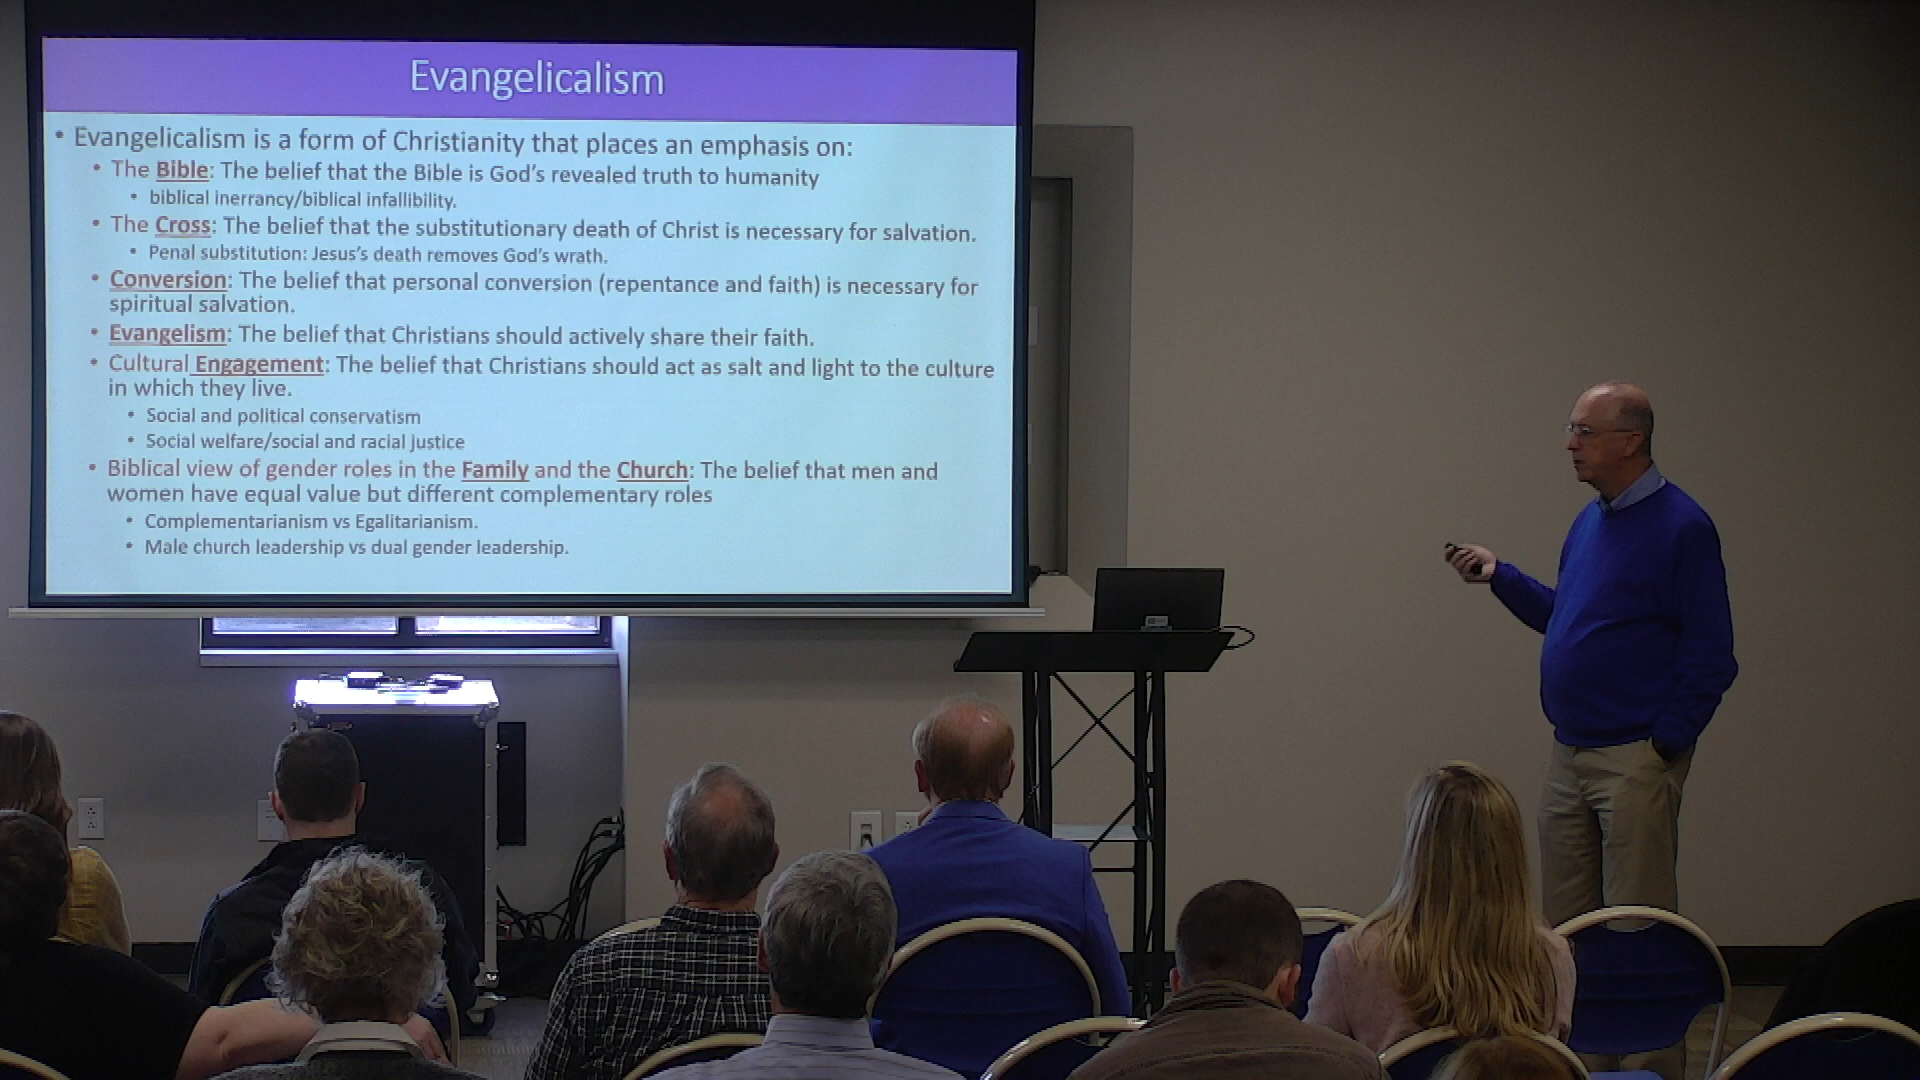 Evangelicalism
• Evangelicalism is a form of Christianity that places an emphasis on:
• The Bible: The belief that the Bible is God's revealed truth to humanity
• biblical inerrancy/biblical infallibility.
• The Cross: The belief that the substitutionary death of Christ is necessary for salvation.
• Penal substitution: Jesus's death removes God's wrath.
• Conversion: The belief that personal conversion (repentance and faith) is necessary for
spiritual salvation.
• Evangelism: The belief that Christians should actively share their faith.
• Cultural Engagement: The belief that Christians should act as salt and light to the culture
in which they live.
• Social and political conservatism
• Social welfare/social and racial justice
• Biblical view of gender roles in the Family and the Church: The belief that men and
women have equal value but different complementary roles
• Complementarianism vs Egalitarianism.
• Male church leadership vs dual gender leadership.